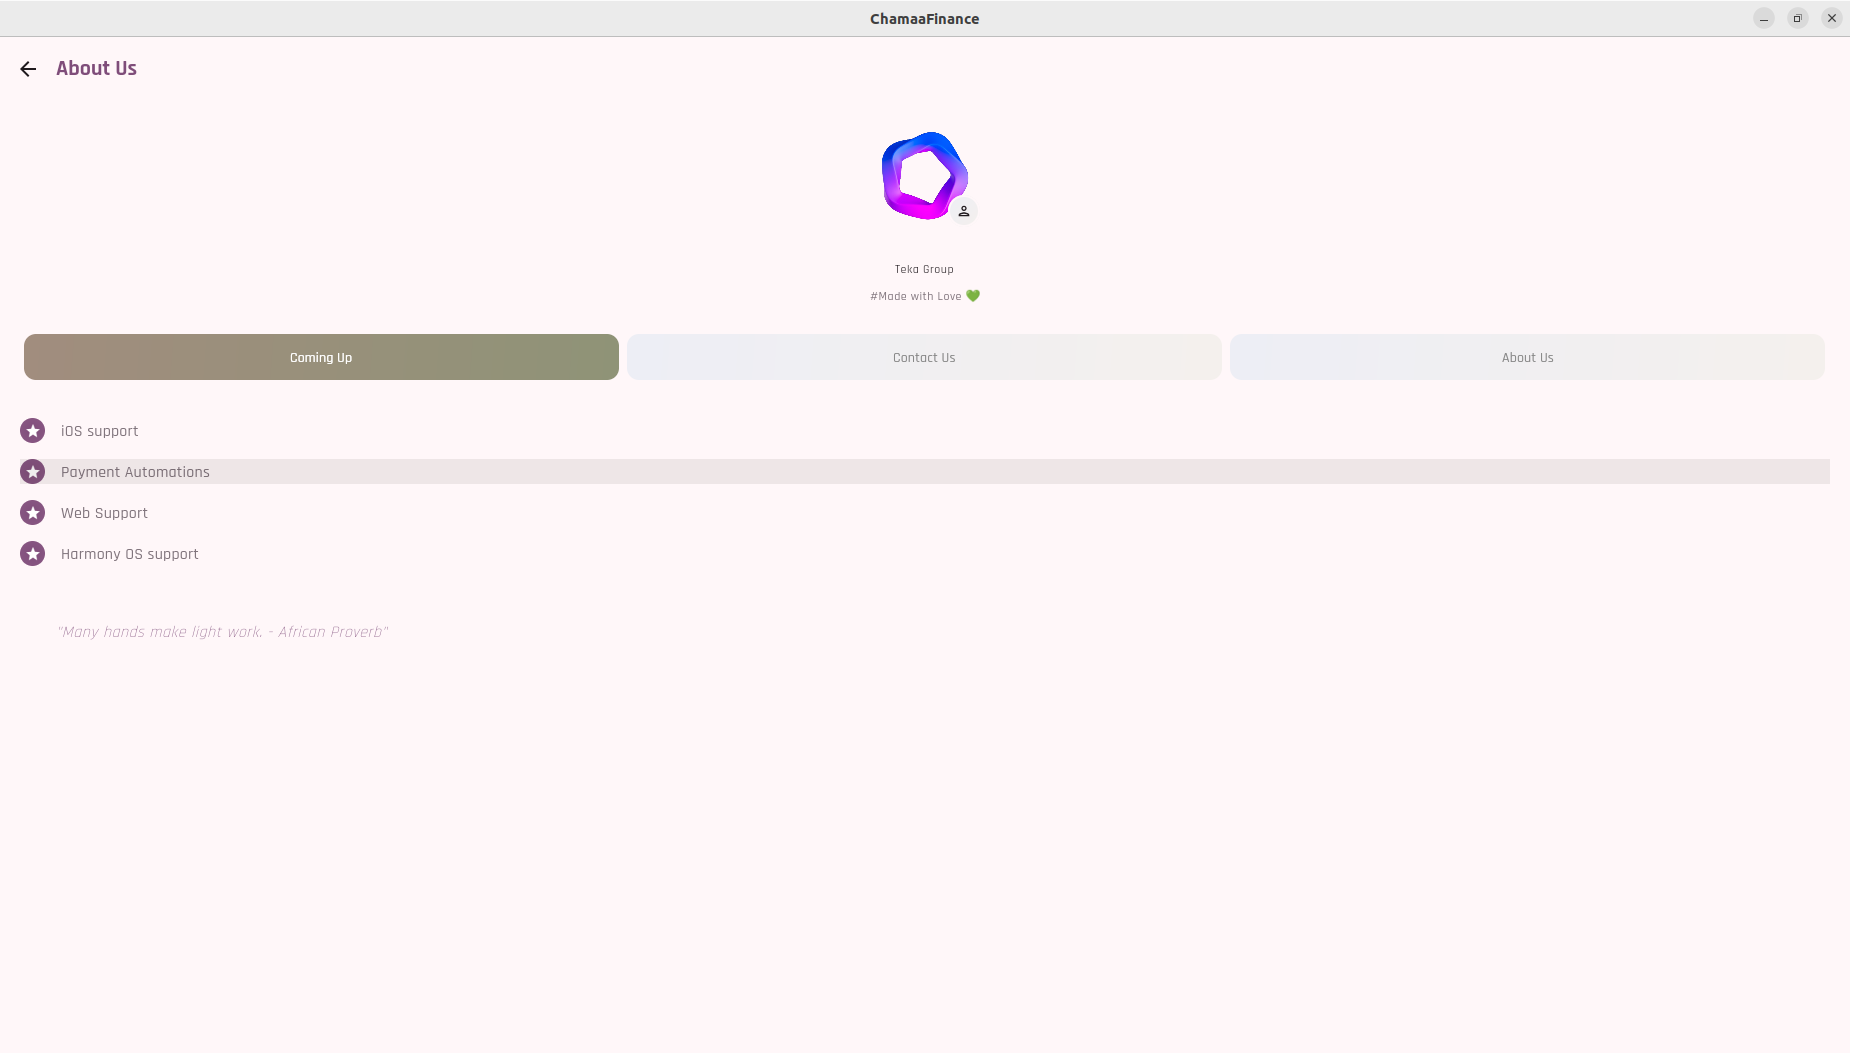 ChamaaFinance
About Us
Teka Group
#Made with Love 💚
Coming Up
Contact Us
About Us
iOS support
Payment Automations
Web Support
Harmony OS support
"Many hands make light work. - African Proverb"